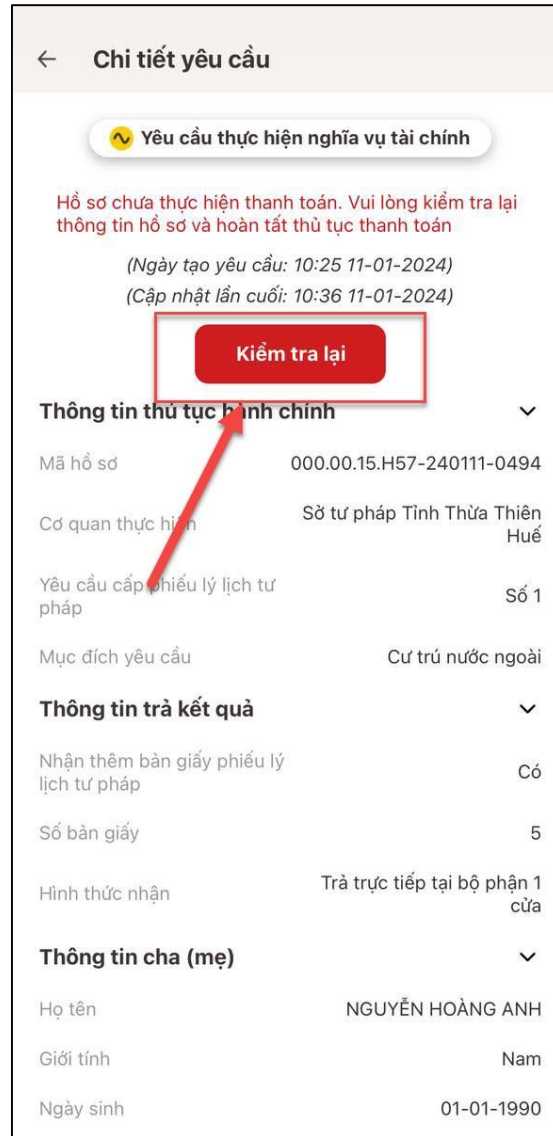 Chi tiết yêu cầu
Yêu cầu thực hiện nghĩa vụ tài chính
Hồ sơ chưa thực hiện thanh toán. Vui lòng kiểm tra lại
thông tin hồ sơ và hoàn tất thủ tục thanh toán
(Ngày tạo yêu cầu: 10:25 11-01-2024)
(Cập nhật lần cuối: 10:36 11-01-2024)
Kiểm tra lại
Thông tin thủ tục hành chính
Mã hồ sơ 000.00.15.H57-240111-0494
Cơ quan thực hiện Sở tư pháp Tỉnh Thừa Thiên
Huế
Yêu cầu cấp phiếu lý lịch tư
pháp Số 1
Mục đích yêu cầu Cư trú nước ngoài
Thông tin trả kết quả
Nhận thêm bản giấy phiếu lý
lịch tư pháp Có
Số bản giấy 5
Hình thức nhận Trả trực tiếp tại bộ phận 1
cửa
Thông tin cha (mẹ)
Họ tên NGUYỄN HOÀNG ANH
Giới tính Nam
Ngày sinh 01-01-1990